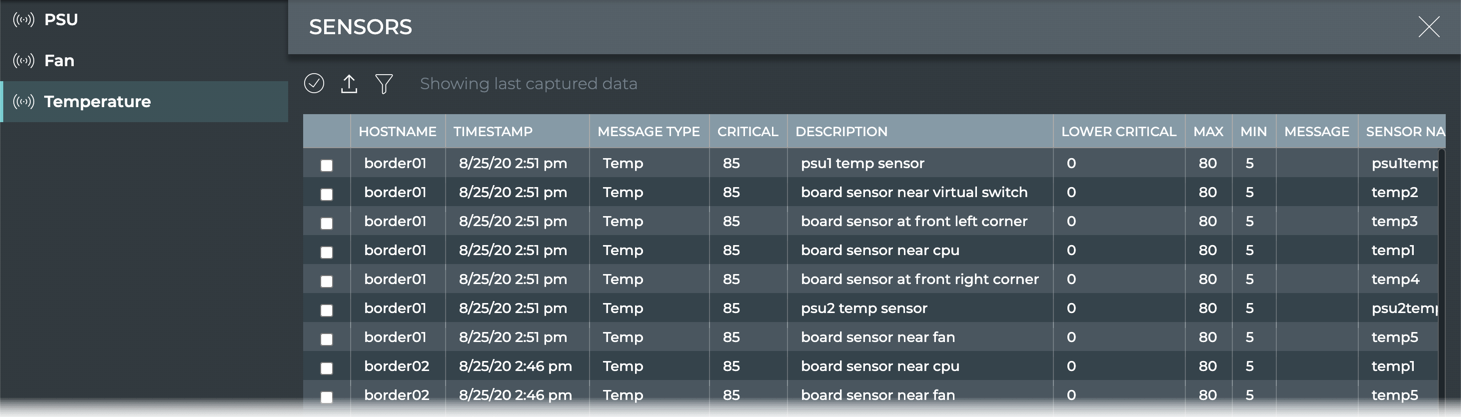 PSU
Fan
Temperature
SENSORS
Showing last captured data
HOSTNAME TIMESTAMP MESSAGE TYPE CRITICAL DESCRIPTION LOWER CRITICAL MAX MIN MESSAGE SENSOR NA
border01 8/25/20 2:51 pm Temp 85 psu1 temp sensor 0 80 5 psu1temp
border01 8/25/20 2:51 pm Temp 85 board sensor near virtual switch 0 80 5 temp2
border01 8/25/20 2:51 pm Temp 85 board sensor at front left corner 0 80 5 temp3
border01 8/25/20 2:51 pm Temp 85 board sensor near cpu 0 80 5 temp1
border01 8/25/20 2:51 pm Temp 85 board sensor at front right corner 0 80 5 temp4
border01 8/25/20 2:51 pm Temp 85 psu2 temp sensor 0 80 5 psu2temp
border01 8/25/20 2:51 pm Temp 85 board sensor near fan 0 80 5 temp5
border02 8/25/20 2:46 pm Temp 85 board sensor near cpu 0 80 5 temp1
border02 8/25/20 2:46 pm Temp 85 board sensor near fan 0 80 5 temp5